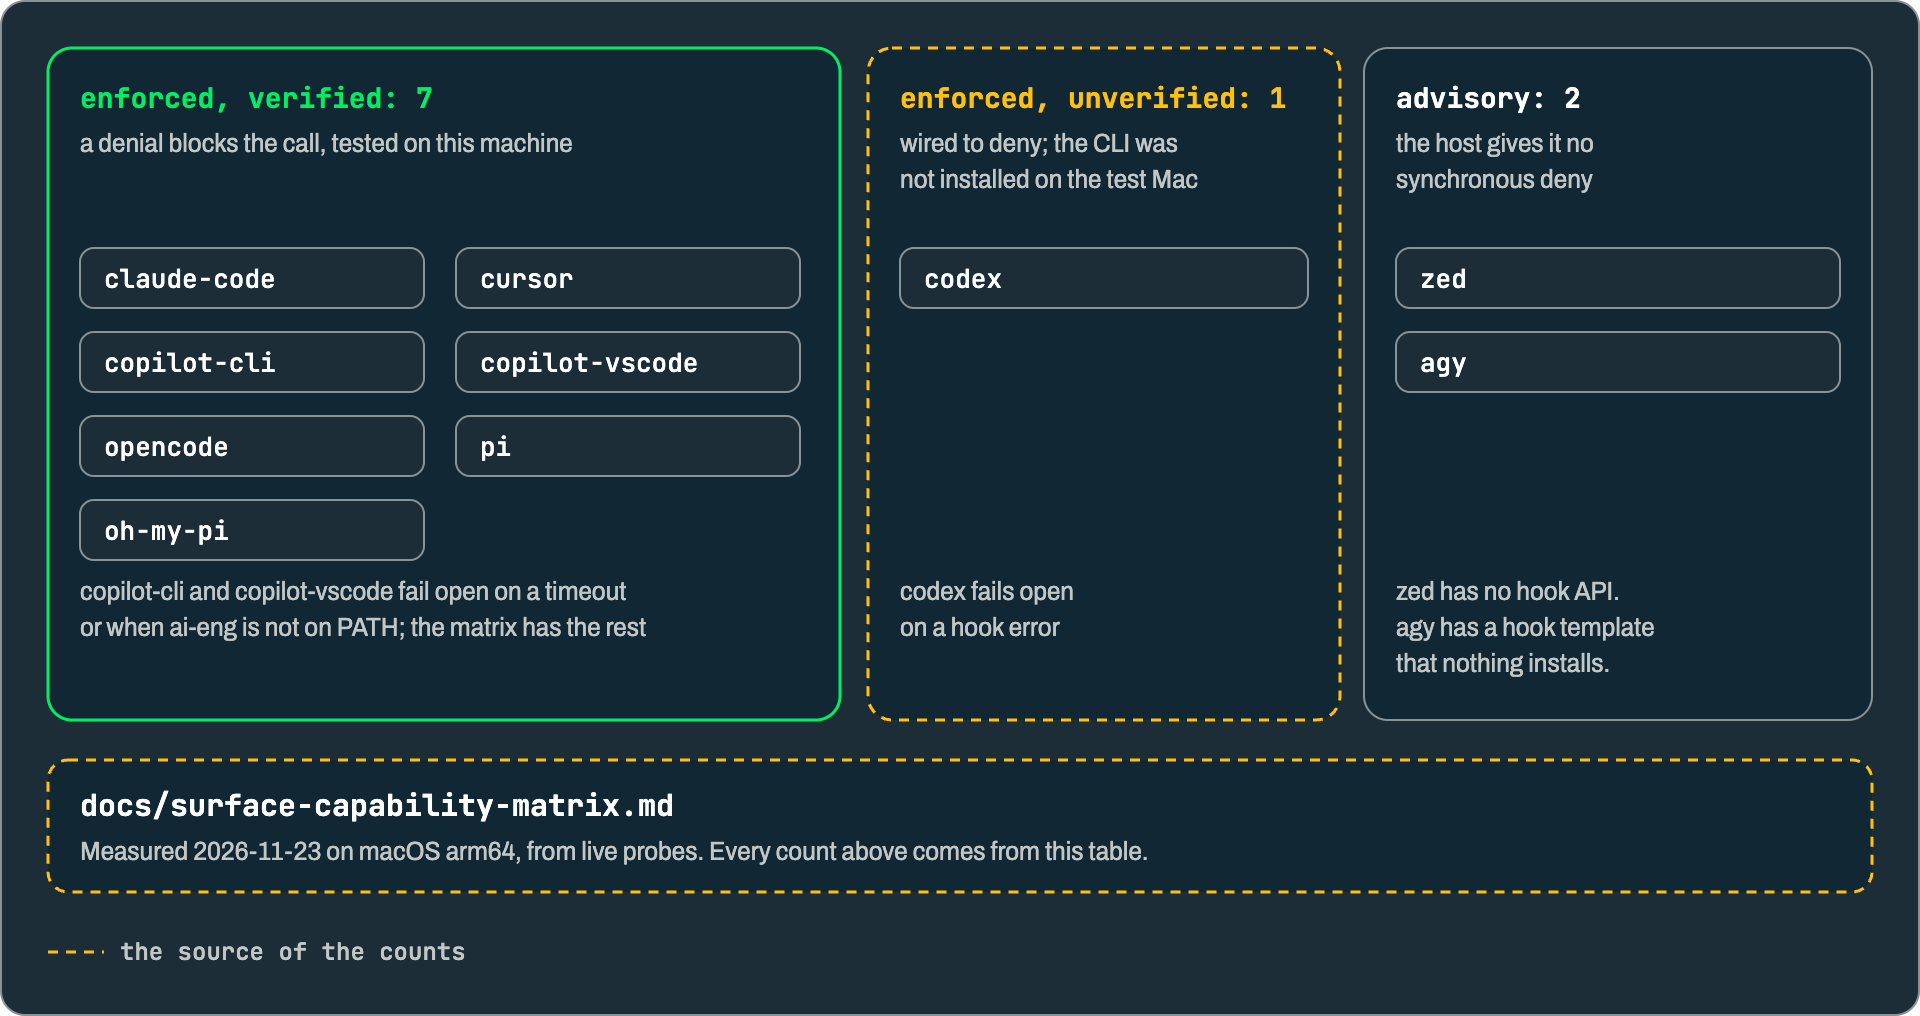 enforced, verified: 7
a denial blocks the call, tested on this machine
claude-code
cursor
copilot-cli
copilot-vscode
opencode
pi
oh-my-pi
copilot-cli and copilot-vscode fail open on a timeout
or when ai-eng is not on PATH; the matrix has the rest
enforced, unverified: 1
wired to deny; the CLI was
not installed on the test Mac
codex
codex fails open
on a hook error
advisory: 2
the host gives it no
synchronous deny
zed
agy
zed has no hook API.
agy has a hook template
that nothing installs.
docs/surface-capability-matrix.md
Measured 2026-11-23 on macOS arm64, from live probes. Every count above comes from this table.
the source of the counts